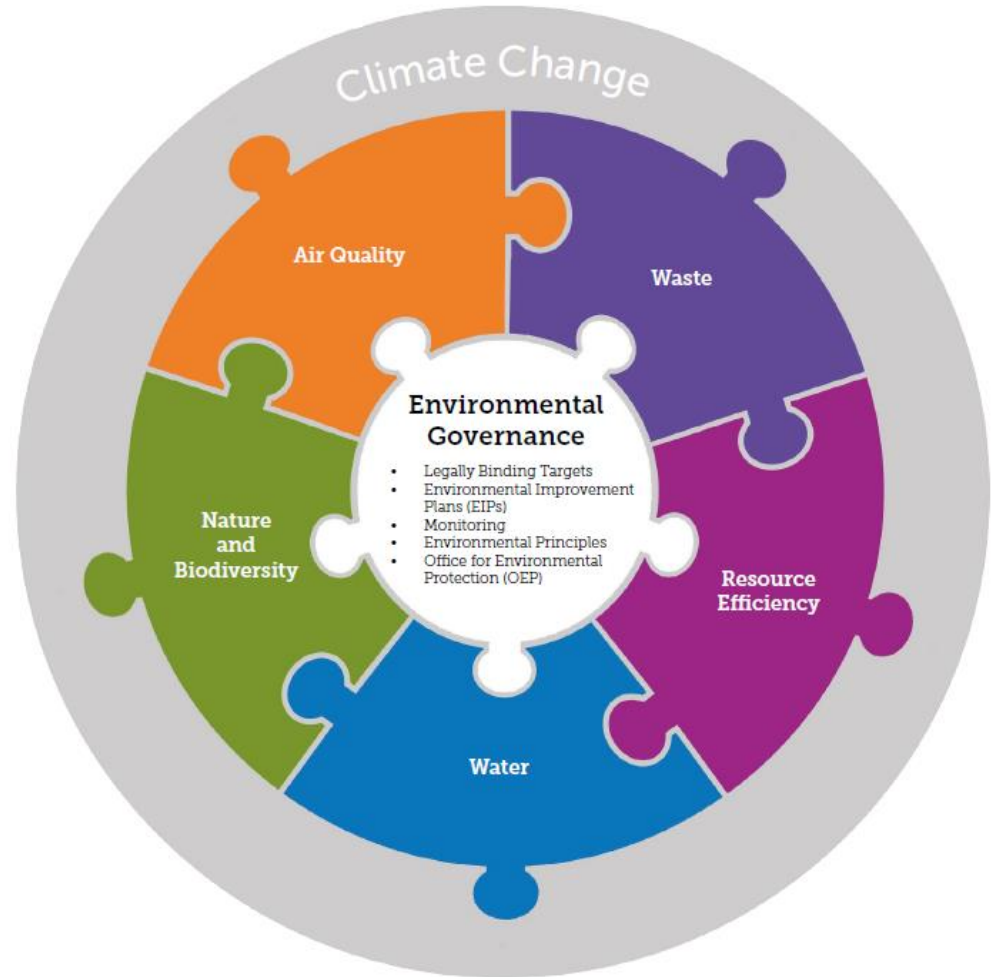 Climate Change
Air Quality
Waste
Environmental
Governance
• Legally Binding Targets
• Environmental Improvement
Plans (EIPs)
• Monitoring
• Environmental Principles
• Office for Environmental
Protection (OEP)
Nature
and
Biodiversity
Resource
Efficiency
Water